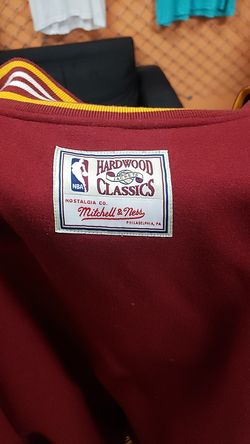 HARDWOOD
CLASSICS
NBA
NOSTALGIA CO.
Mitchell & Ness
PHILADELPHIA, PA